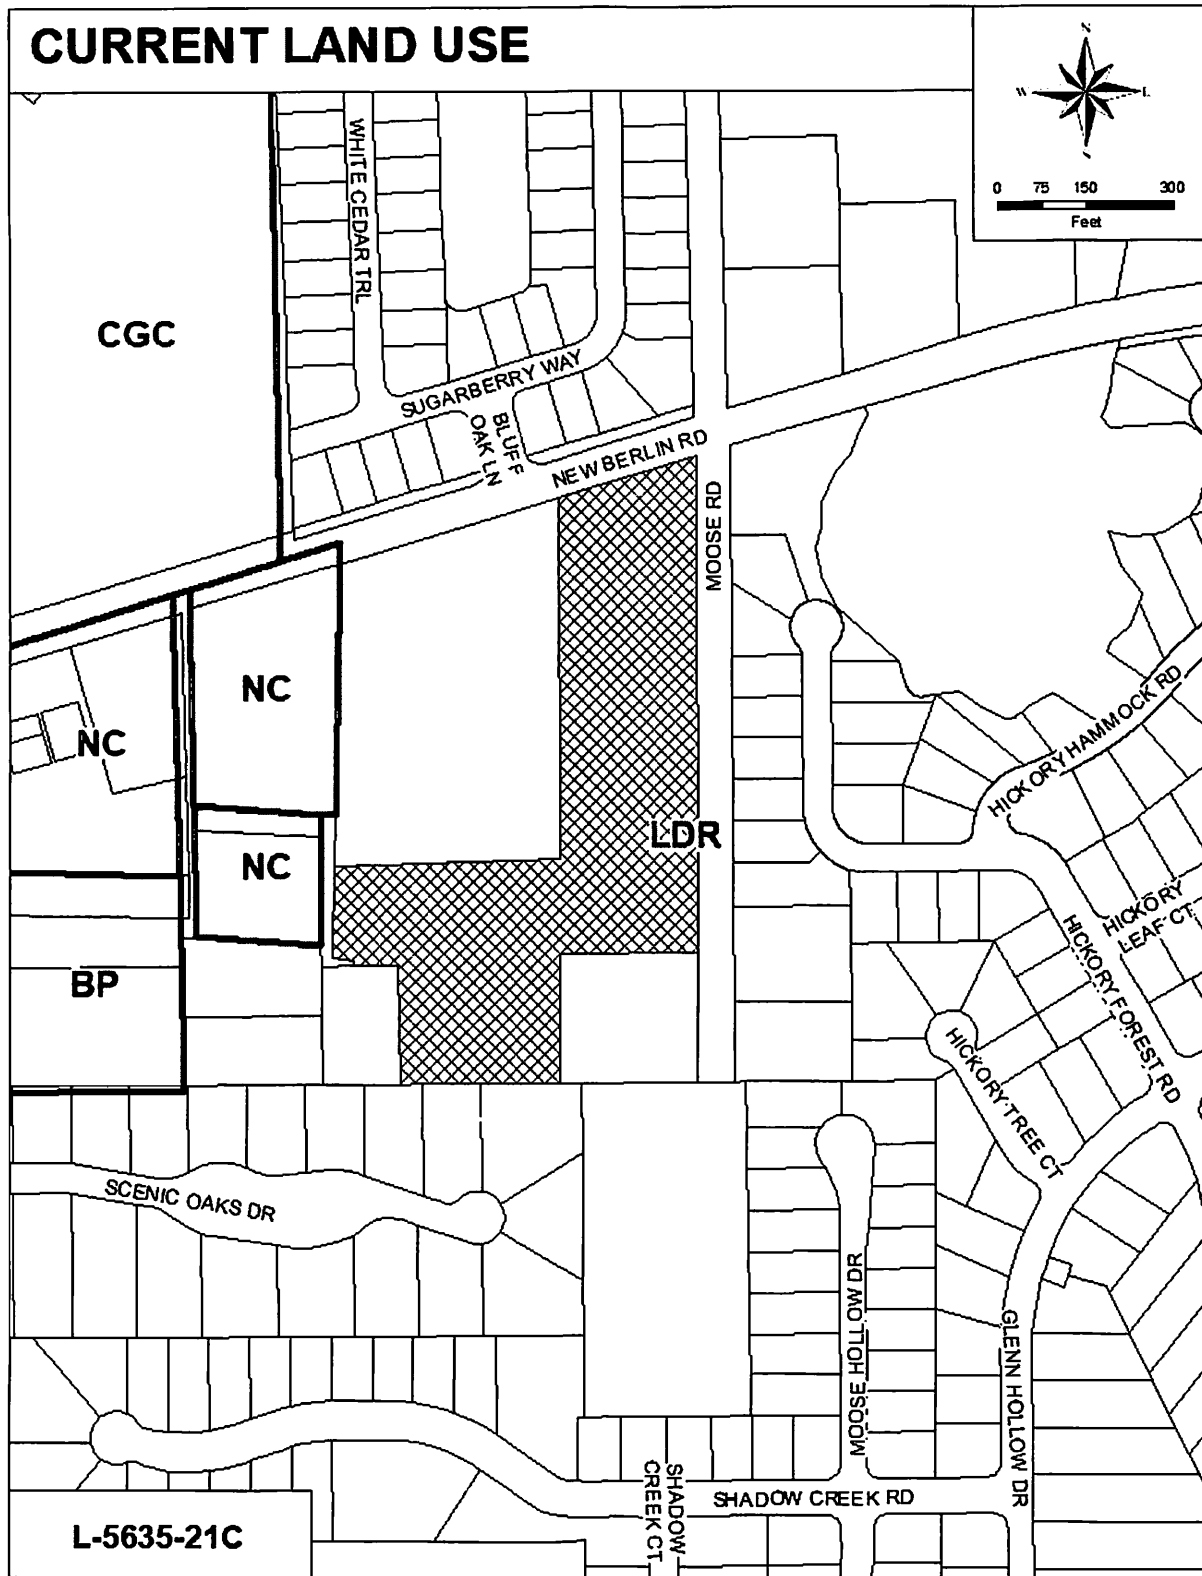 CURRENT LAND USE
N
W
0 75 150 300
Feet
WHITE CEDAR TRL
CGC
SUGARBERRY WAY
BLUFF
OAK LN
NEW BERLIN RD
MOOSE RD
NC
NC
HICKORY HAMMOCK RD
LDR
NC
HICKORY
LEAF CT
HICKORY FOREST RD
BP
HICKORY TREE CT
SCENIC OAKS DR
MOOSE HOLLOW DR
GLENN HOLLOW DR
SHADOW
CREEK CT
SHADOW CREEK RD
L-5635-21C